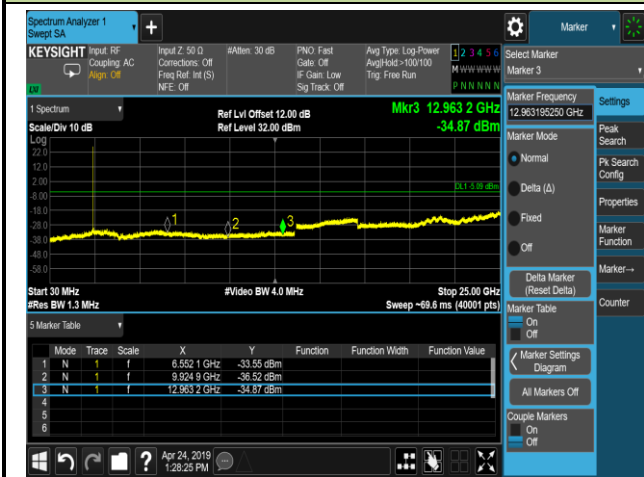 Spectrum Analyzer 1
Swept SA
Marker
KEYSIGHT
Input: RF
Coupling: AC
Align: Off
Input Z: 50 Ω
Corrections: Off
Freq Ref: Int (S)
NFE: Off
#Atten: 30 dB
PNO: Fast
Gate: Off
IF Gain: Low
Sig Track: Off
Avg Type: Log-Power
Avg|Hold:>100/100
Trig: Free Run
1 2 3 4 5 6
M W W W W W
P N N N N N
LXI
1 Spectrum
Scale/Div 10 dB
Ref Lvl Offset 12.00 dB
Ref Level 32.00 dBm
Mkr3 12.963 2 GHz
-34.87 dBm
Log
22.0
12.0
2.00
-8.00
-18.0
-28.0
-38.0
-48.0
-58.0
DL1 -5.09 dBm
1
2
3
Start 30 MHz
#Res BW 1.3 MHz
#Video BW 4.0 MHz
Stop 25.00 GHz
Sweep ~69.6 ms (40001 pts)
5 Marker Table
Mode Trace Scale X Y Function Function Width Function Value
1 N 1 f 6.552 1 GHz -33.55 dBm
2 N 1 f 9.924 9 GHz -36.52 dBm
3 N 1 f 12.963 2 GHz -34.87 dBm
4
5
6
Apr 24, 2019
1:28:25 PM
Select Marker
Marker 3
Marker Frequency
12.963195250 GHz
Marker Mode
Normal
Delta (Δ)
Fixed
Off
Delta Marker
(Reset Delta)
Marker Table
On
Off
Marker Settings
Diagram
All Markers Off
Couple Markers
On
Off
Settings
Peak
Search
Pk Search
Config
Properties
Marker
Function
Marker→
Counter